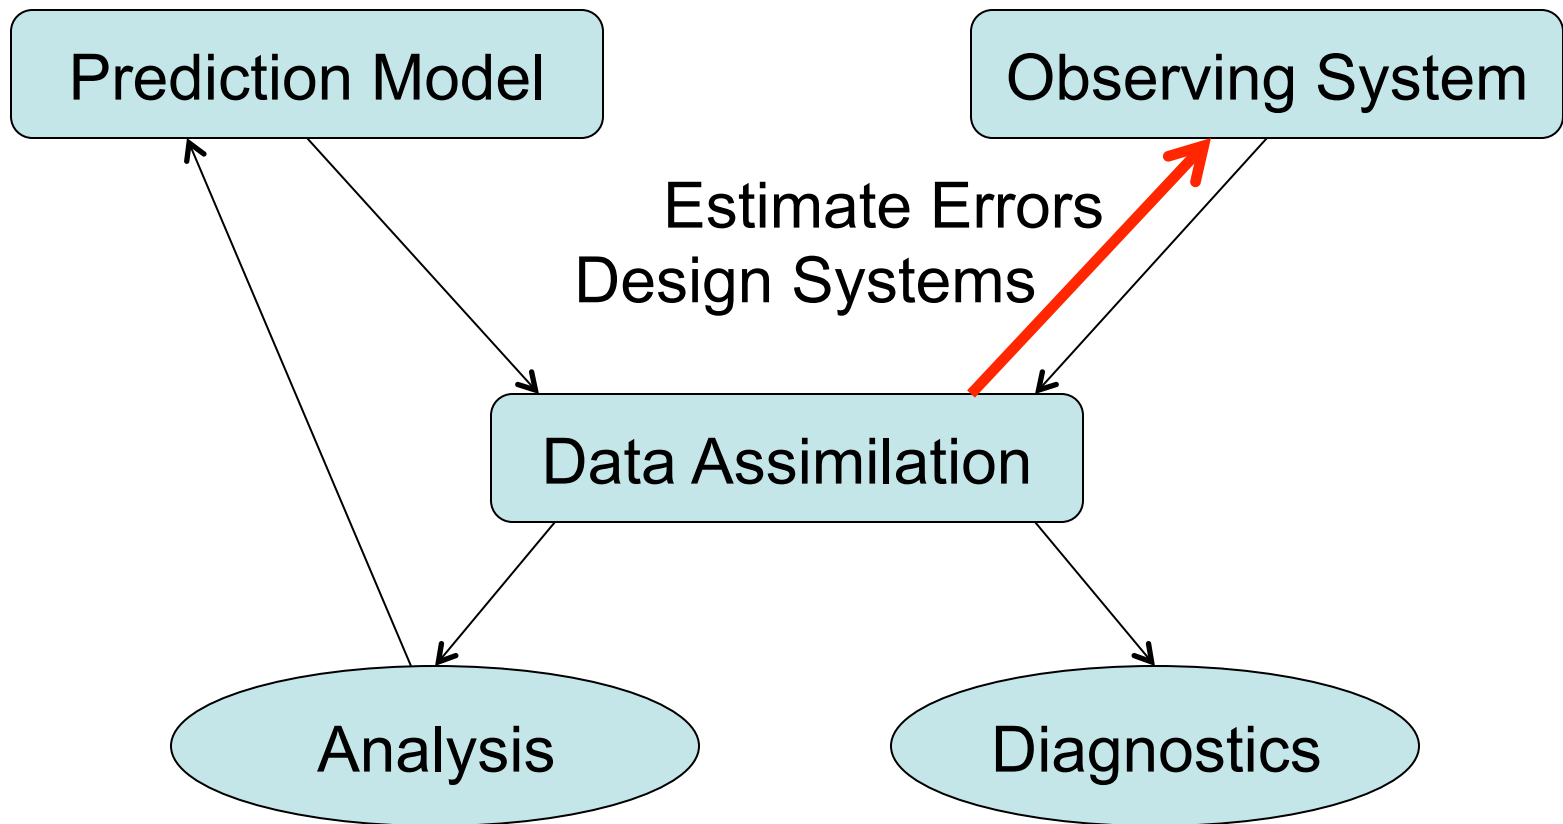 Prediction Model
Observing System
Estimate Errors
Design Systems
Data Assimilation
Analysis
Diagnostics